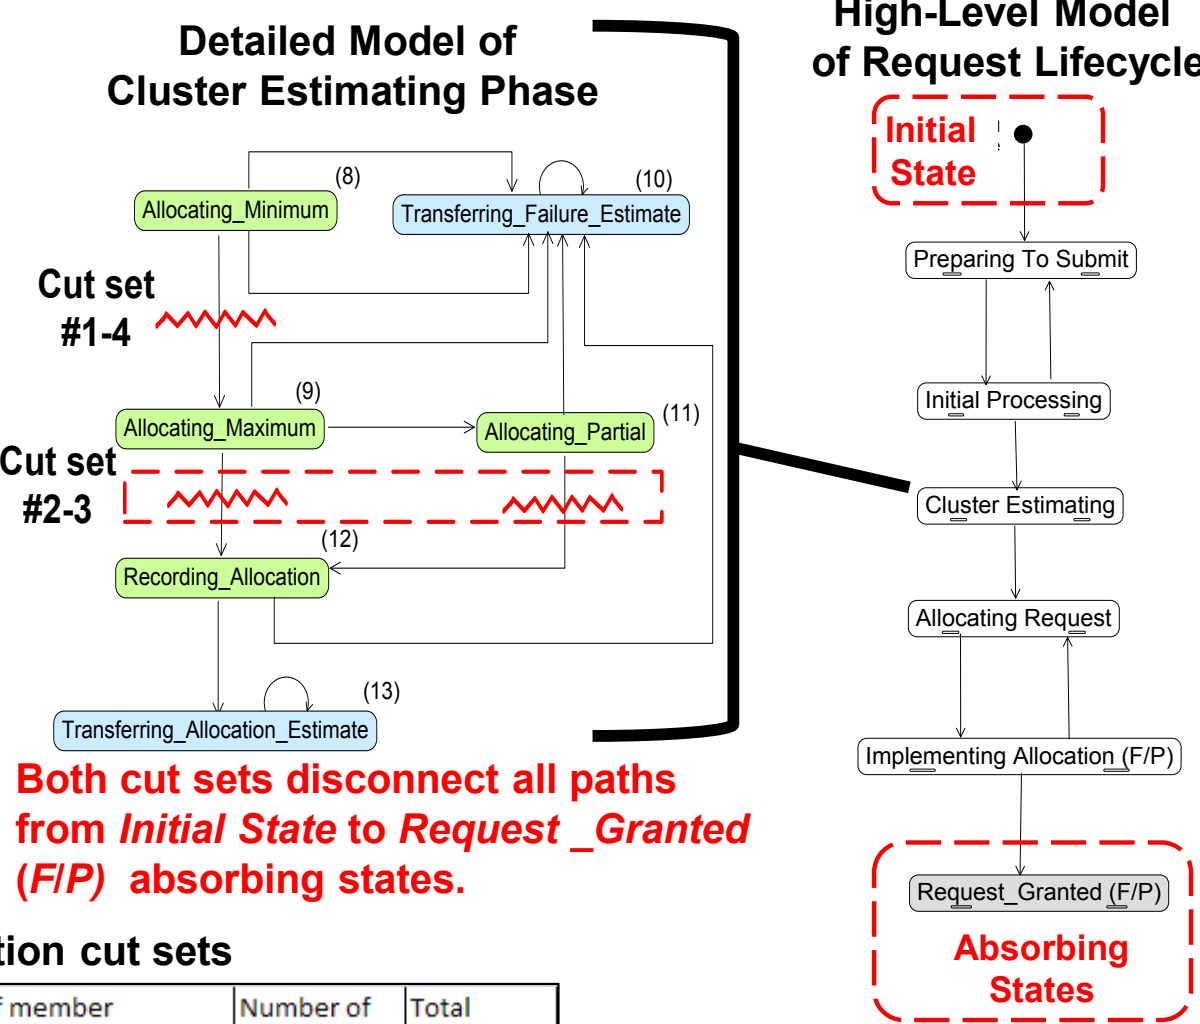 Detailed Model of
Cluster Estimating Phase
(8)
Allocating_Minimum
(10)
Transferring_Failure_Estimate
Cut set
#1-4
(9)
Allocating_Maximum
(11)
Allocating_Partial
Cut set
#2-3
(12)
Recording_Allocation
(13)
Transferring_Allocation_Estimate
Both cut sets disconnect all paths
from Initial State to Request _Granted
(F/P) absorbing states.
High-Level Model
of Request Lifecycle
Initial
State
Preparing To Submit
Initial Processing
Cluster Estimating
Allocating Request
Implementing Allocation (F/P)
Request_Granted (F/P)
Absorbing
States
tion cut sets
f member
Number of
Total